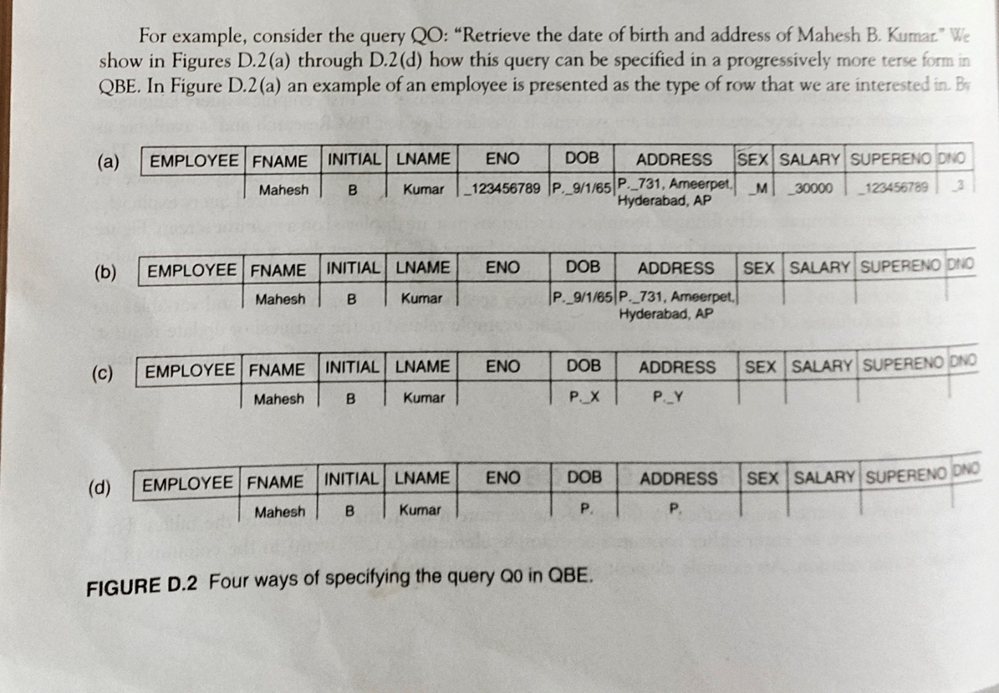 For example, consider the query QO: “Retrieve the date of birth and address of Mahesh B. Kumar.” We
show in Figures D.2(a) through D.2(d) how this query can be specified in a progressively more terse form in
QBE. In Figure D.2(a) an example of an employee is presented as the type of row that we are interested in. By
(a) EMPLOYEE FNAME INITIAL LNAME ENO DOB ADDRESS SEX SALARY SUPERENO DNO
Mahesh B Kumar _123456789 P._9/1/65 P._731, Ameerpet, _M _30000 _123456789 _3
Hyderabad, AP
(b) EMPLOYEE FNAME INITIAL LNAME ENO DOB ADDRESS SEX SALARY SUPERENO DNO
Mahesh B Kumar P._9/1/65 P._731, Ameerpet,
Hyderabad, AP
(c) EMPLOYEE FNAME INITIAL LNAME ENO DOB ADDRESS SEX SALARY SUPERENO DNO
Mahesh B Kumar P._X P._Y
(d) EMPLOYEE FNAME INITIAL LNAME ENO DOB ADDRESS SEX SALARY SUPERENO DNO
Mahesh B Kumar P. P.
FIGURE D.2 Four ways of specifying the query Q0 in QBE.